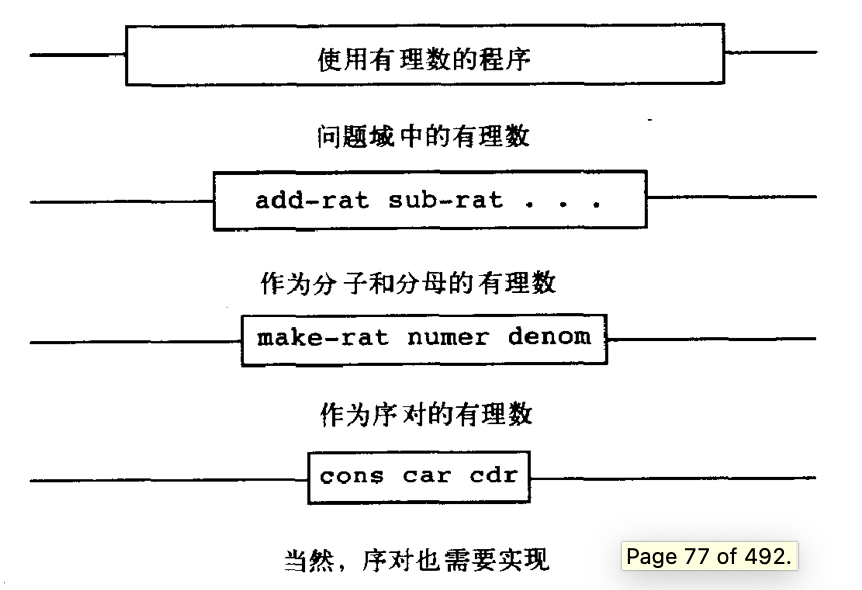 使用有理数的程序
问题域中的有理数
add-rat sub-rat . . .
作为分子和分母的有理数
make-rat numer denom
作为序对的有理数
cons car cdr
当然，序对也需要实现
Page 77 of 492.